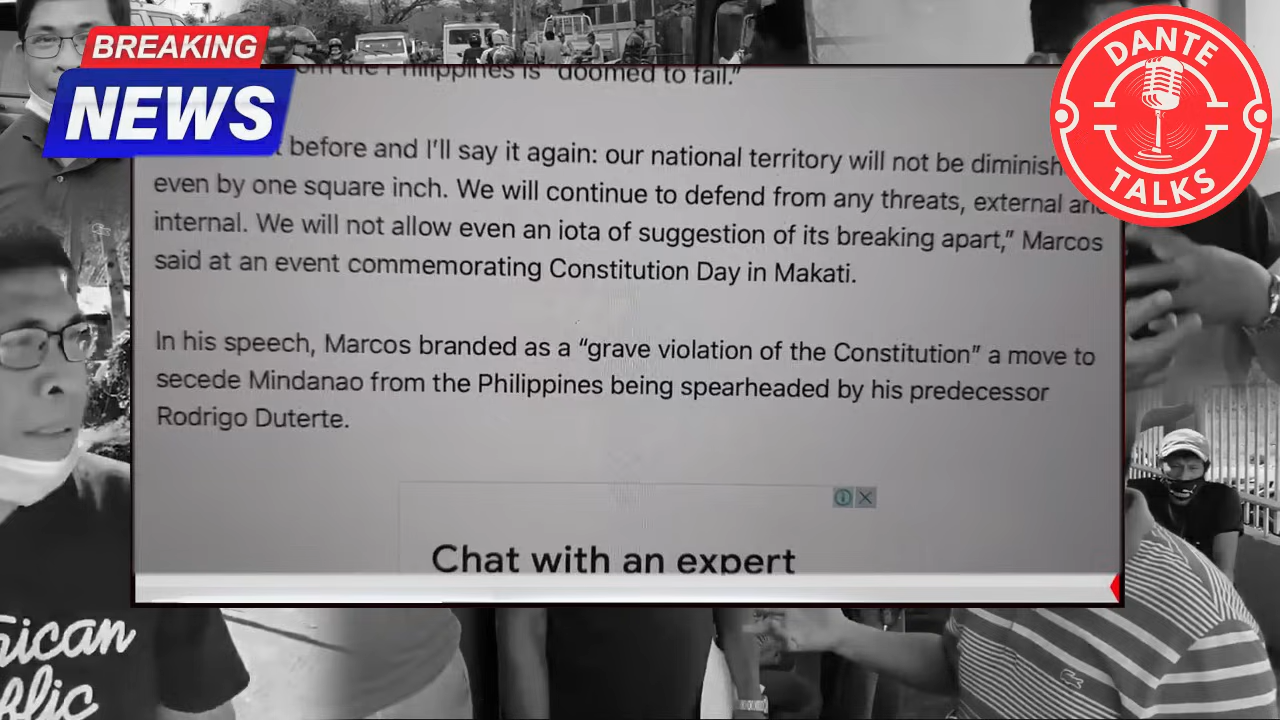 BREAKING
NEWS
DANTE
TALKS
from the Philippines is “doomed to fail.”
before and I’ll say it again: our national territory will not be
even by one square inch. We will continue to defend from any threats, external and
internal. We will not allow even an iota of suggestion of its breaking apart,” Marcos
said at an event commemorating Constitution Day in Makati.
In his speech, Marcos branded as a “grave violation of the Constitution” a move to
secede Mindanao from the Philippines being spearheaded by his predecessor
Rodrigo Duterte.
Chat with an expert